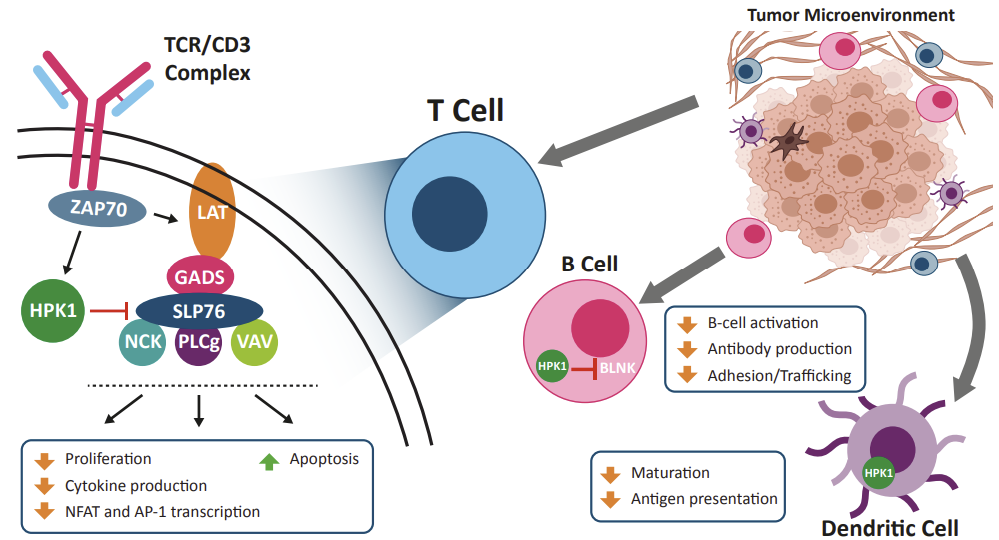 Tumor Microenvironment
TCR/CD3
Complex
T Cell
ZAP70
LAT
GADS
HPK1
SLP76
NCK
PLCg
VAV
B Cell
HPK1
BLNK
B-cell activation
Antibody production
Adhesion/Trafficking
Proliferation
Apoptosis
Cytokine production
NFAT and AP-1 transcription
Maturation
Antigen presentation
HPK1
Dendritic Cell